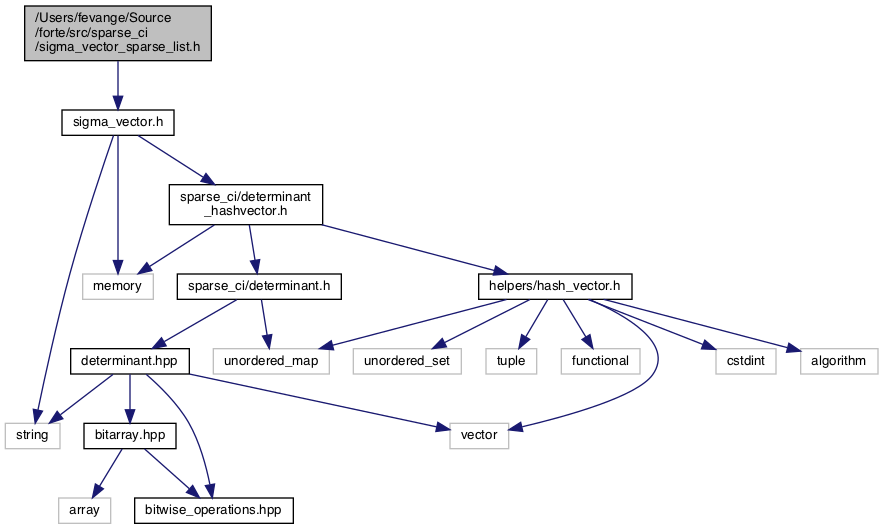 /Users/fevange/Source
/forte/src/sparse_ci
/sigma_vector_sparse_list.h
sigma_vector.h
sparse_ci/determinant
_hashvector.h
memory
sparse_ci/determinant.h
helpers/hash_vector.h
determinant.hpp
unordered_map
unordered_set
tuple
functional
cstdint
algorithm
string
bitarray.hpp
vector
array
bitwise_operations.hpp